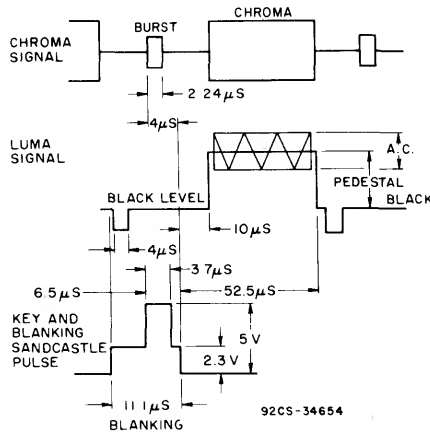 CHROMA
BURST
CHROMA
SIGNAL
2 24µS
4µS
LUMA
SIGNAL
A.C.
PEDESTAL
BLACK LEVEL
BLACK
10µS
4µS
3 7µS
6.5µS
52.5µS
KEY AND
BLANKING
SANDCASTLE
PULSE
5 V
2.3 V
11 1µS
BLANKING
92CS-34654